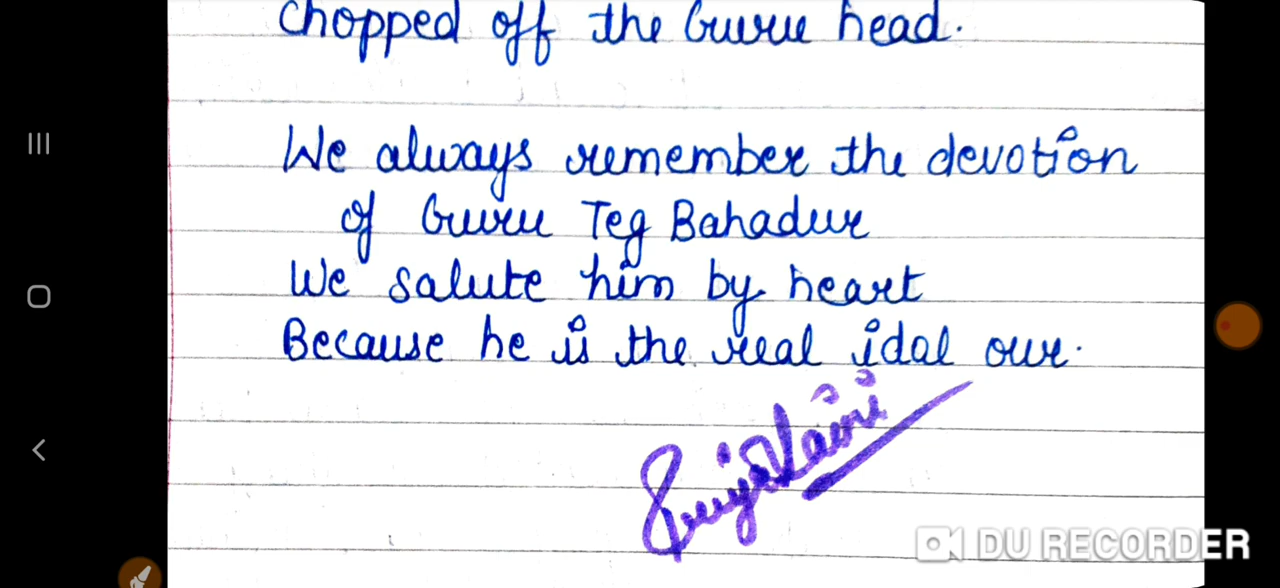 chopped off the Guru head.
We always remember the devotion
of Guru Teg Bahadur
We salute him by heart
Because he is the real idal our.
DU RECORDER